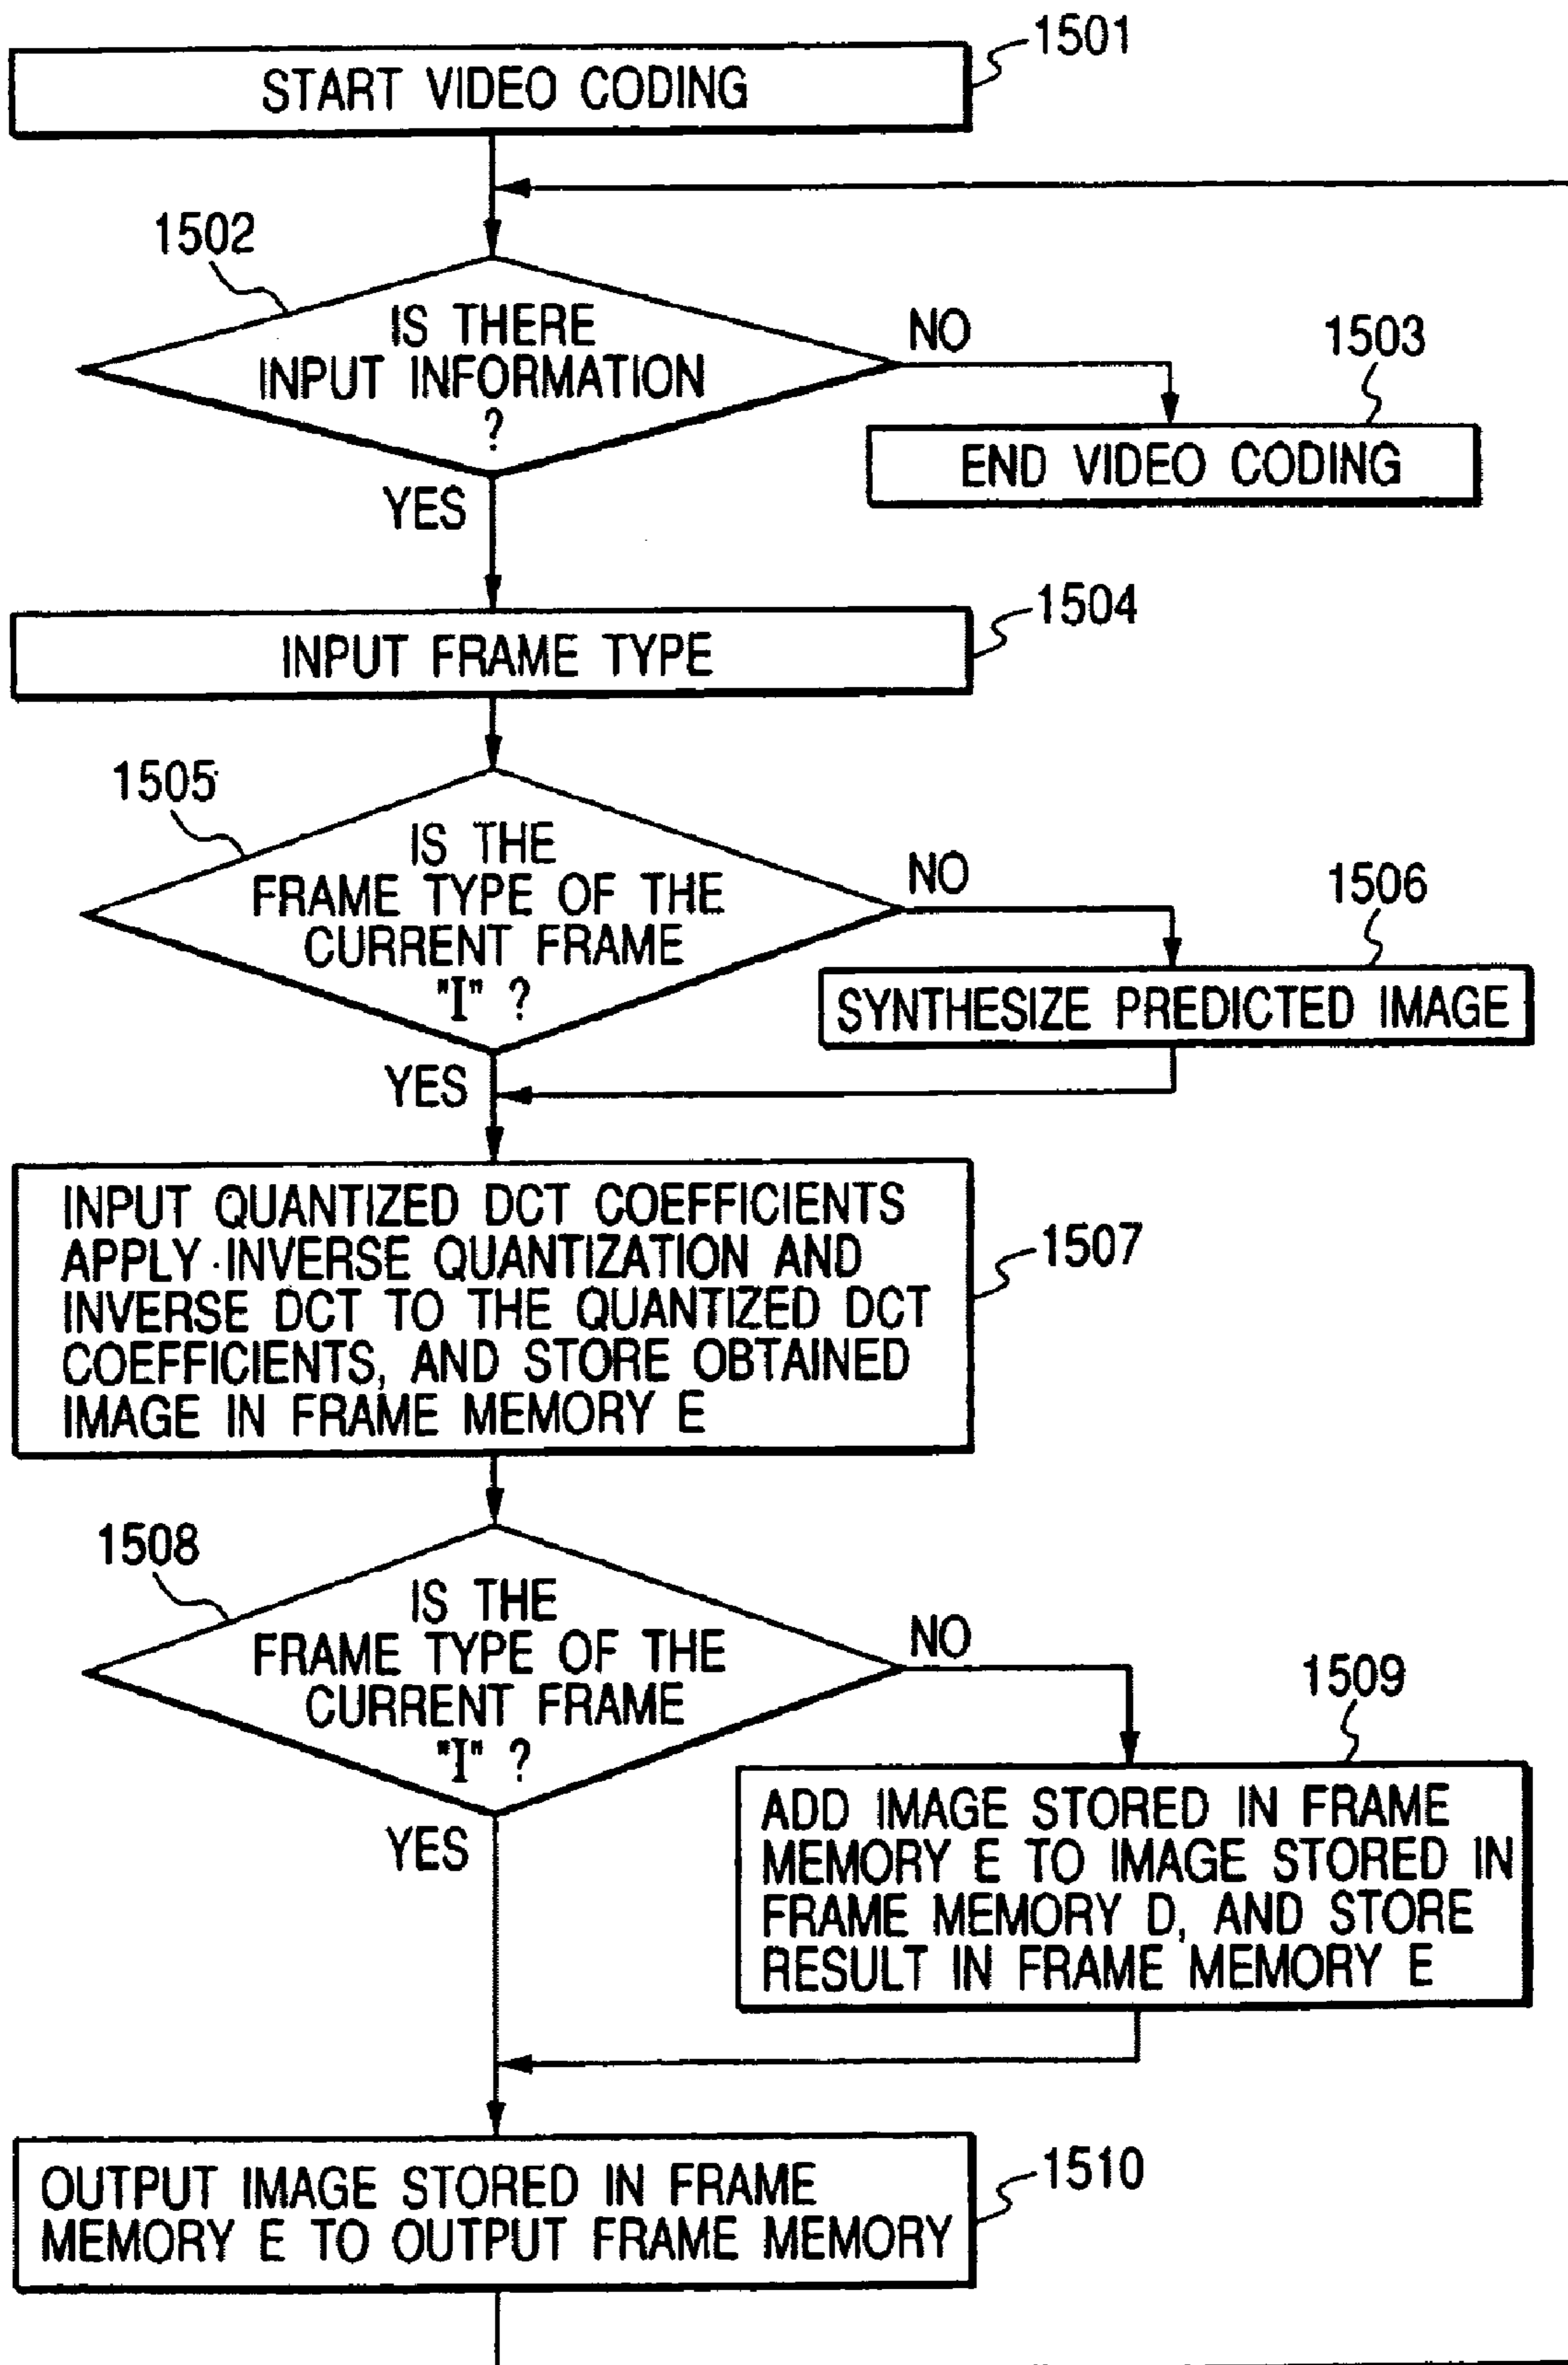 1501
START VIDEO CODING
1502
IS THERE
INPUT INFORMATION
?
NO
1503
END VIDEO CODING
YES
1504
INPUT FRAME TYPE
1505
IS THE
FRAME TYPE OF THE
CURRENT FRAME
"I" ?
NO
1506
SYNTHESIZE PREDICTED IMAGE
YES
INPUT QUANTIZED DCT COEFFICIENTS
APPLY INVERSE QUANTIZATION AND
INVERSE DCT TO THE QUANTIZED DCT
COEFFICIENTS, AND STORE OBTAINED
IMAGE IN FRAME MEMORY E
1507
1508
IS THE
FRAME TYPE OF THE
CURRENT FRAME
"I" ?
NO
1509
YES
ADD IMAGE STORED IN FRAME
MEMORY E TO IMAGE STORED IN
FRAME MEMORY D, AND STORE
RESULT IN FRAME MEMORY E
1510
OUTPUT IMAGE STORED IN FRAME
MEMORY E TO OUTPUT FRAME MEMORY